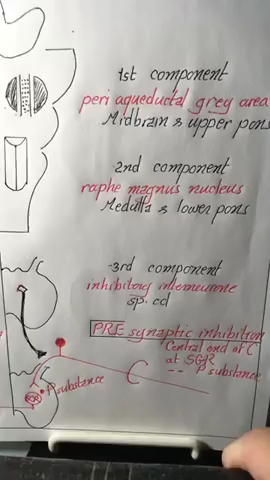 1st component
peri aqueductal grey area
Midbrain & upper pons
2nd component
raphe magnus nucleus
Medulla & lower pons
3rd component
inhibitory interneurone
sp. cd
PRE synaptic inhibition
Central end of C
at SGR
-- P substance
P substance
C
SGR